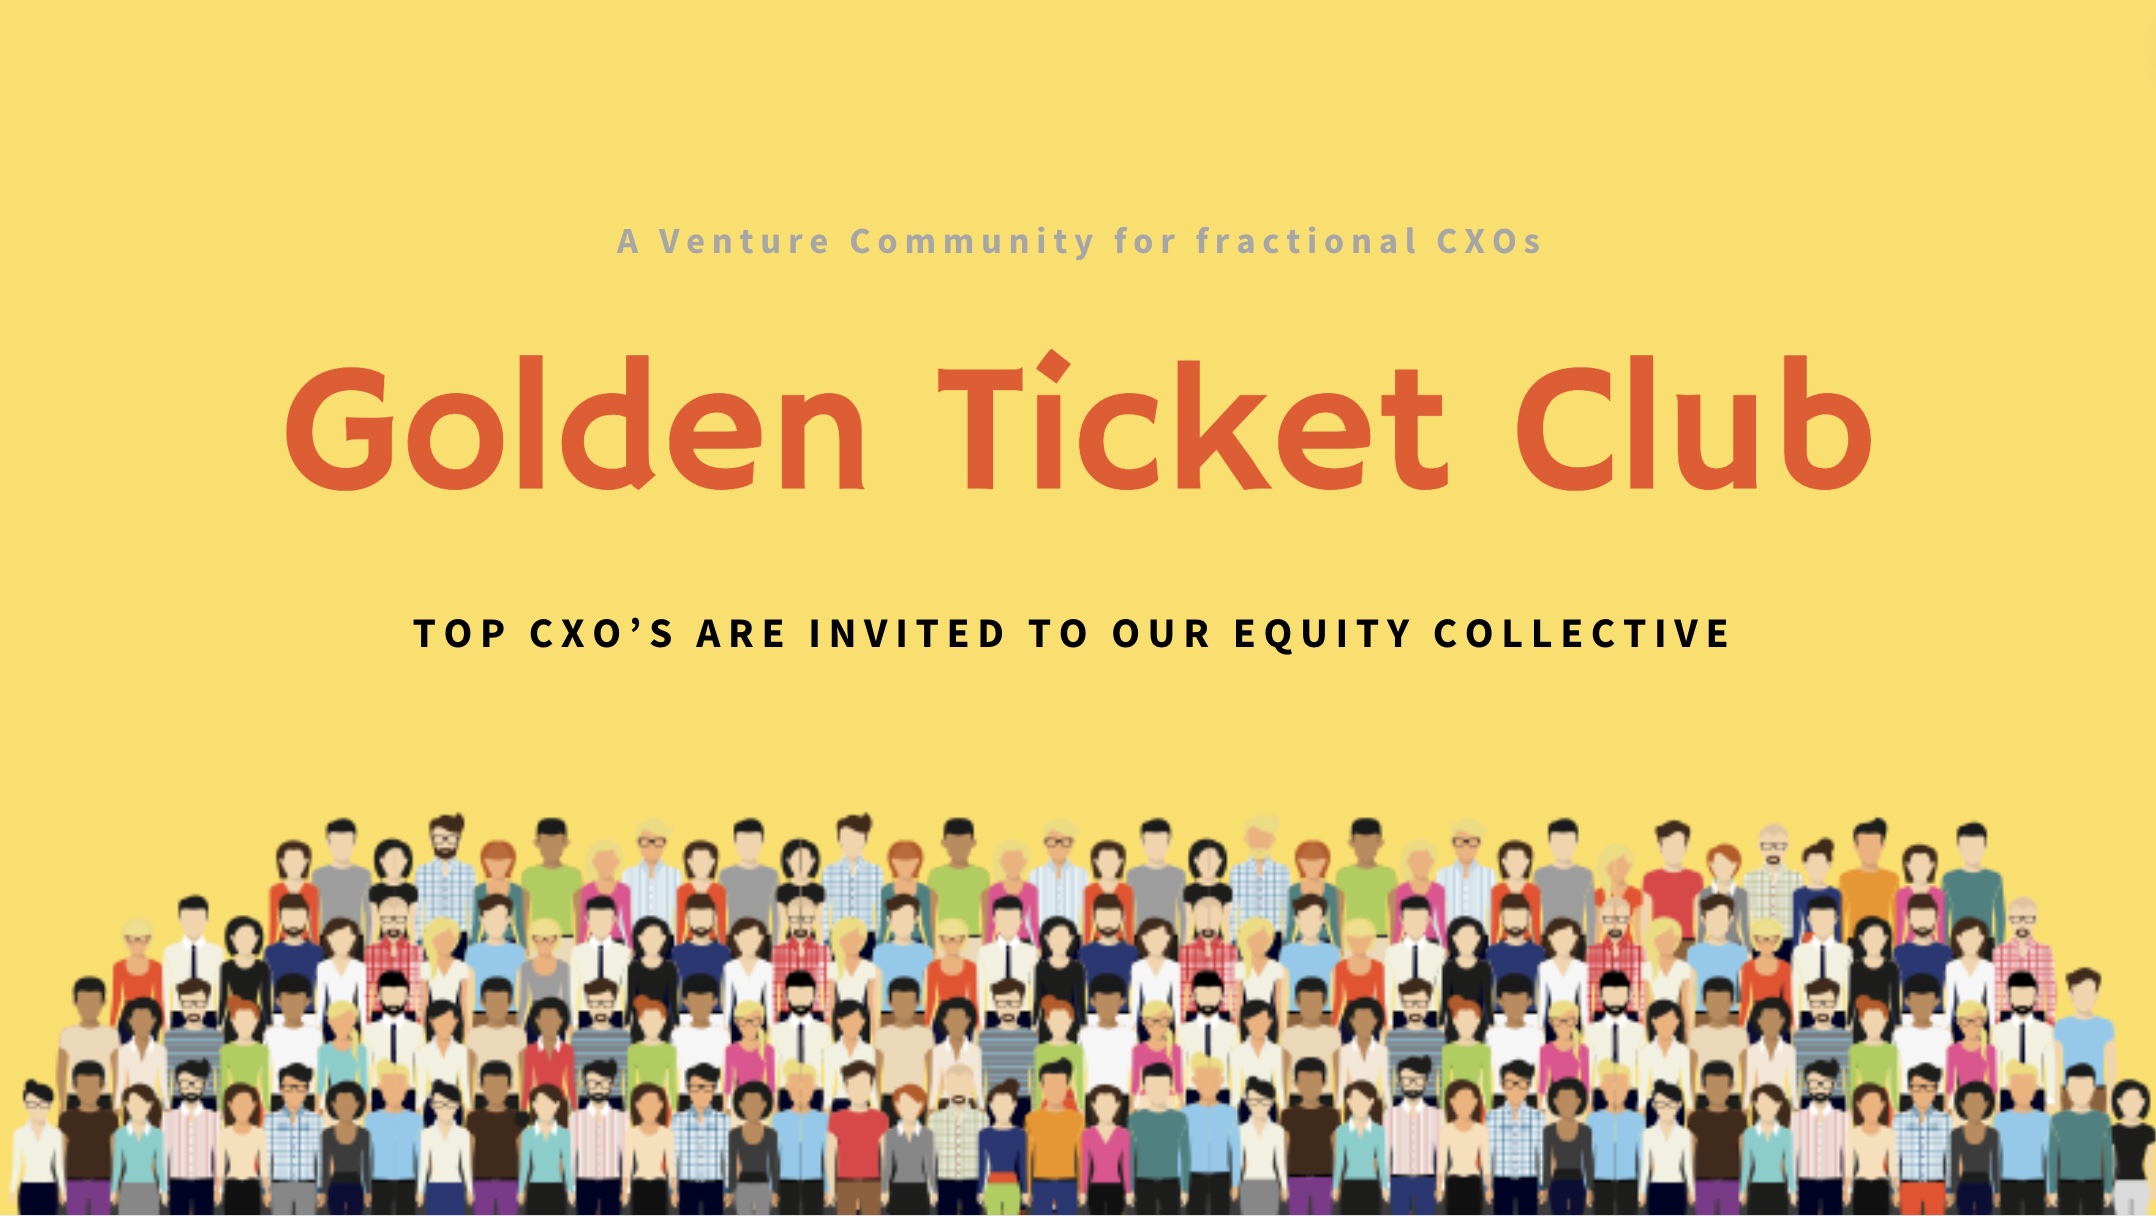 A Venture Community for fractional CXOs
Golden Ticket Club
TOP CXO’S ARE INVITED TO OUR EQUITY COLLECTIVE